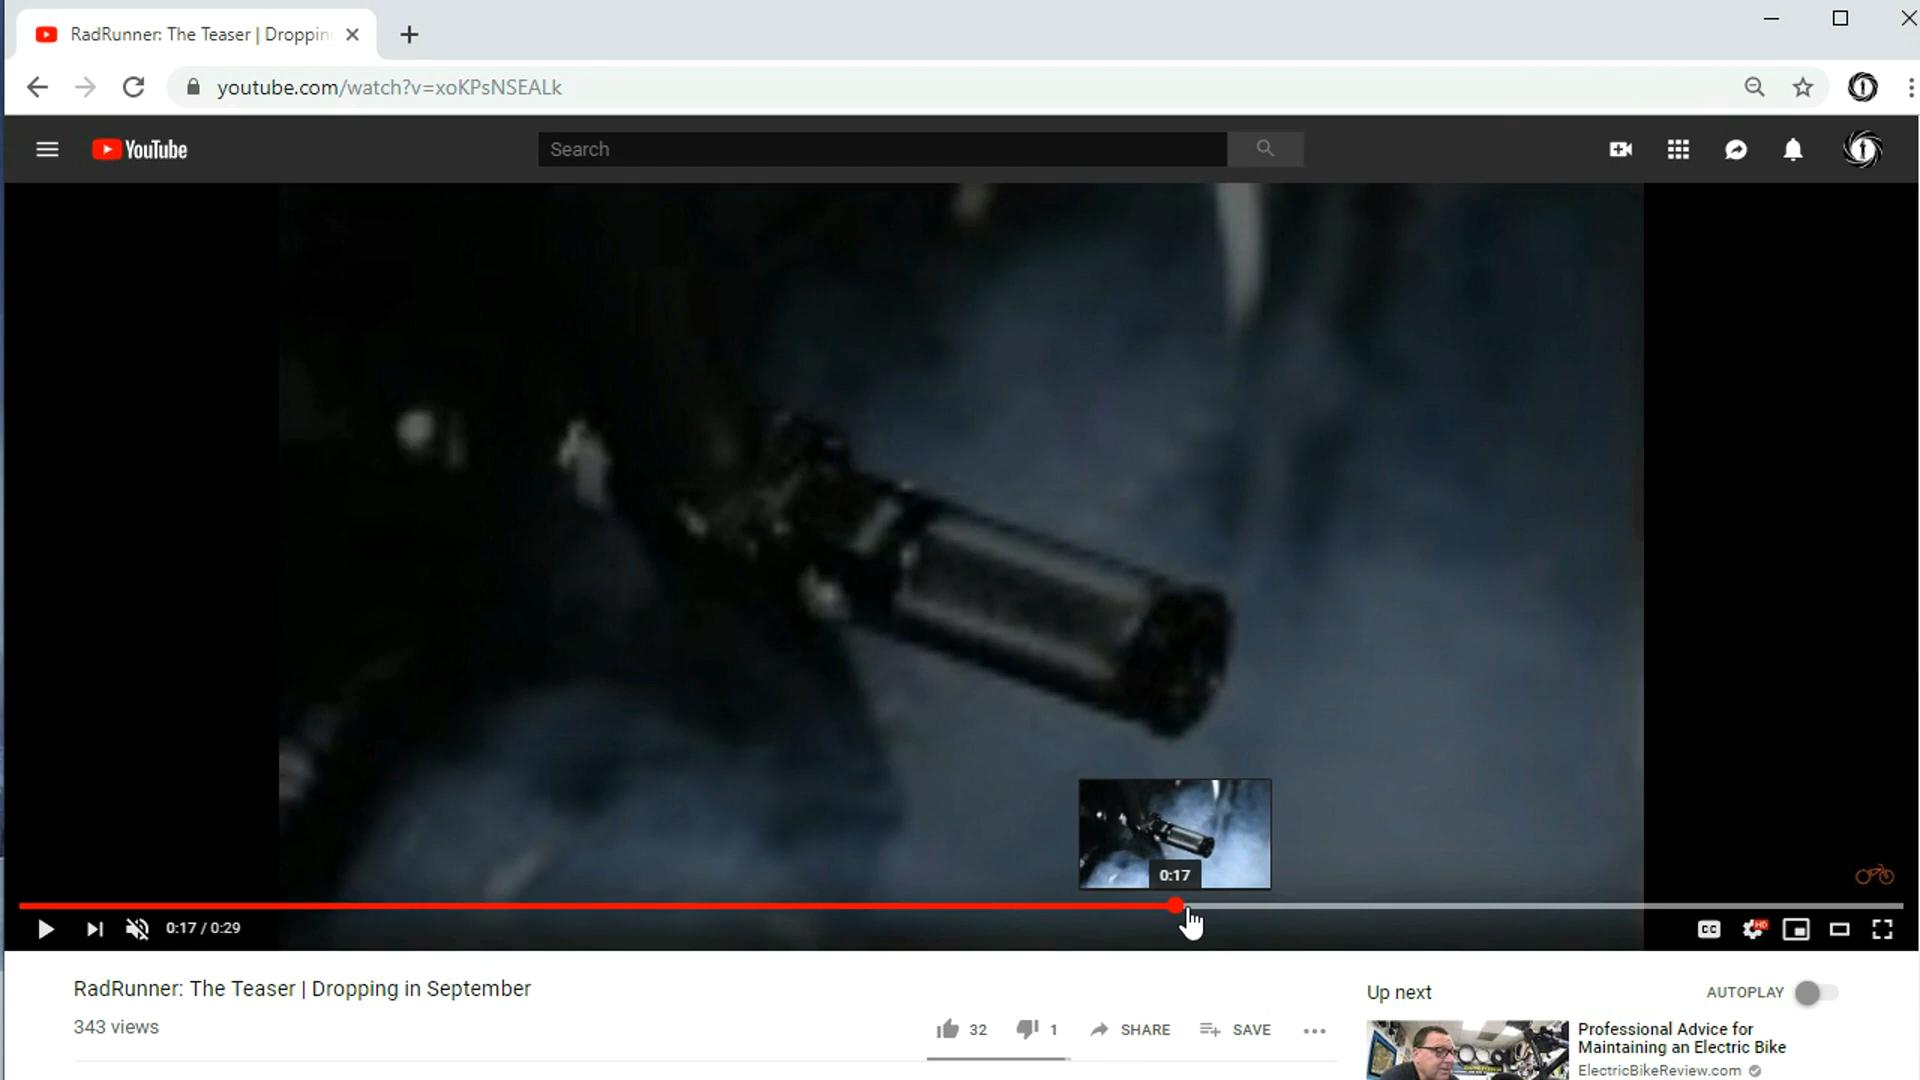 RadRunner: The Teaser | Droppin
youtube.com/watch?v=xoKPsNSEALk
YouTube
Search
0:17
0:17 / 0:29
CC
HD
RadRunner: The Teaser | Dropping in September
343 views
32
1
SHARE
SAVE
Up next
AUTOPLAY
Professional Advice for
Maintaining an Electric Bike
ElectricBikeReview.com